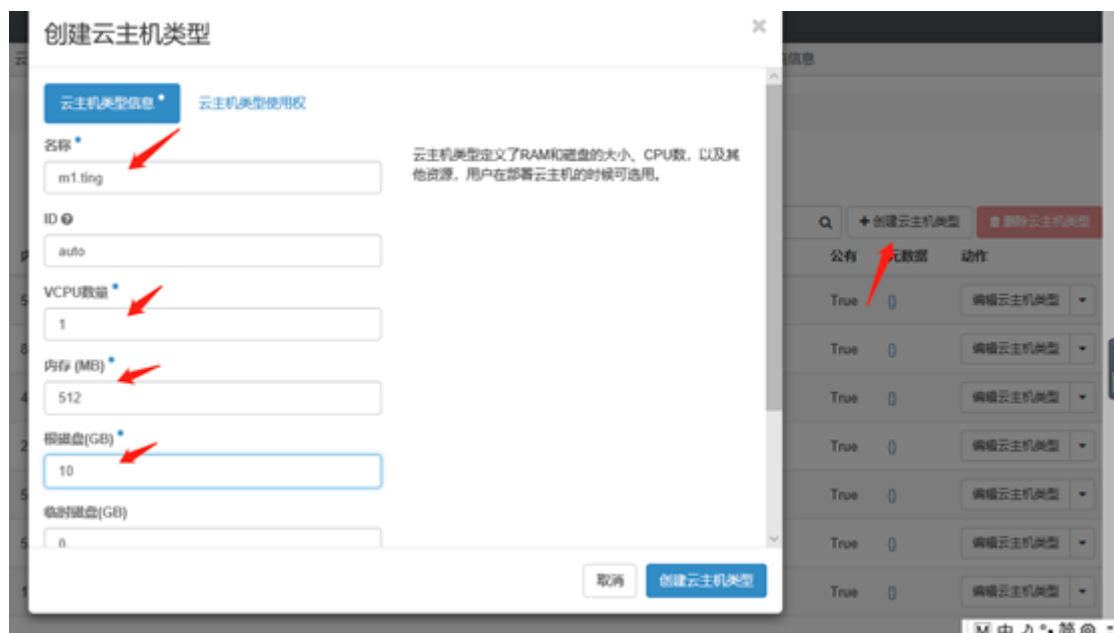 创建云主机类型
×
云主机类型信息 *
云主机类型使用权
名称 *
m1.ting
云主机类型定义了RAM和磁盘的大小、CPU数，以及其
他资源，用户在部署云主机的时候可选用。
ID
auto
VCPU数量 *
1
内存 (MB) *
512
根磁盘(GB) *
10
临时磁盘(GB)
0
取消
创建云主机类型
信息
+创建云主机类型
删除云主机类型
公有 元数据 动作
True {} 编辑云主机类型
True {} 编辑云主机类型
True {} 编辑云主机类型
True {} 编辑云主机类型
True {} 编辑云主机类型
True {} 编辑云主机类型
True {} 编辑云主机类型
M 中 简